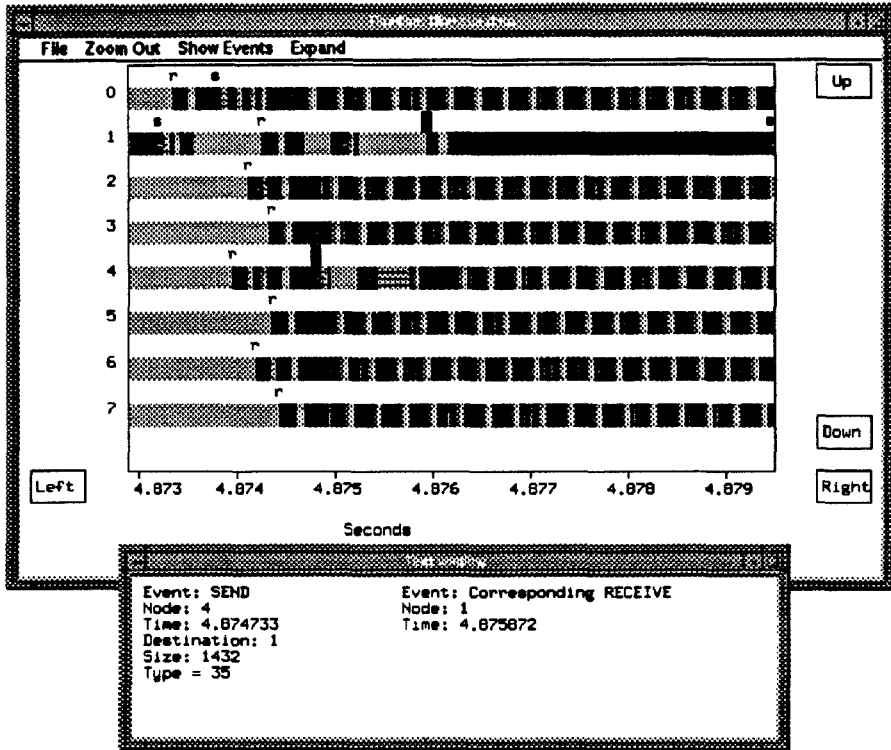 File Zoom Out Show Events Expand
Up
r s
0
s r s
1
r
2
r
3
r
4
r
5
r
6
r
7
Down
Left
Right
4.873 4.874 4.875 4.876 4.877 4.878 4.879
Seconds
Event: SEND
Node: 4
Time: 4.874733
Destination: 1
Size: 1432
Type = 35
Event: Corresponding RECEIVE
Node: 1
Time: 4.875872